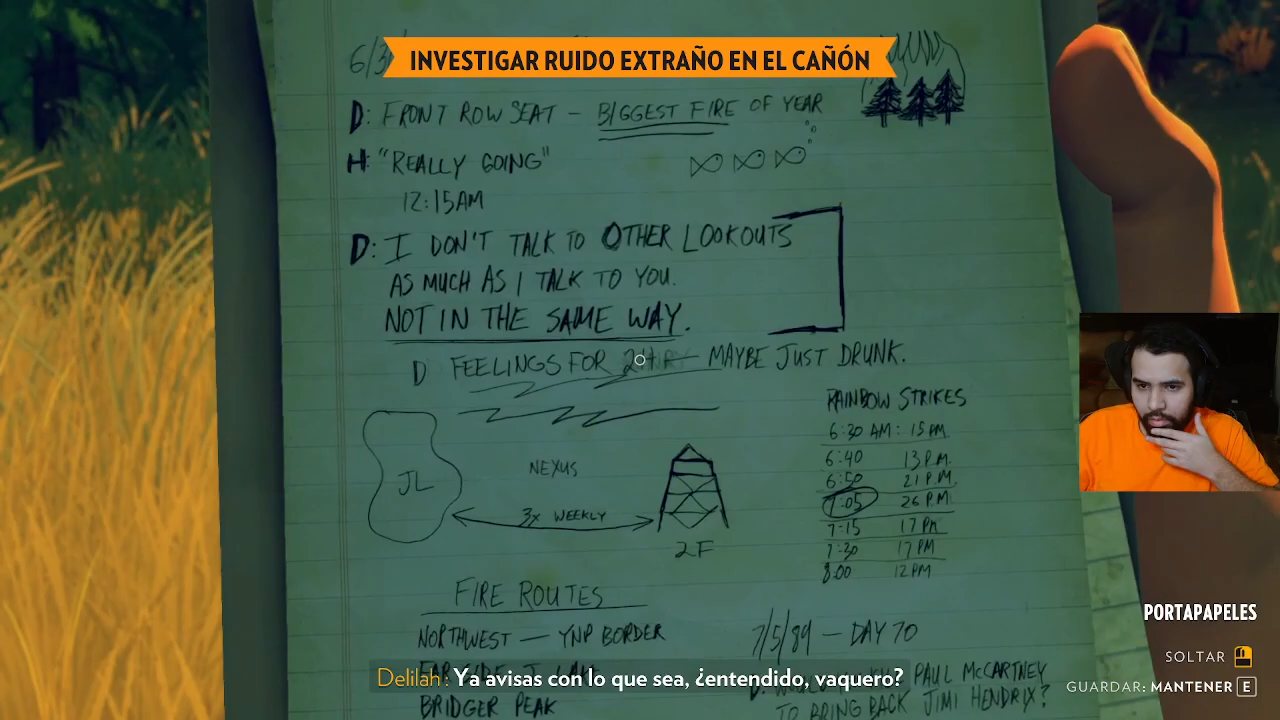 INVESTIGAR RUIDO EXTRAÑO EN EL CAÑÓN
D: FRONT ROW SEAT — BIGGEST FIRE OF YEAR
H: "REALLY GOING"
12:15AM
D: I DON'T TALK TO OTHER LOOKOUTS
AS MUCH AS I TALK TO YOU.
NOT IN THE SAME WAY.
D FEELINGS FOR MAYBE JUST DRUNK.
RAINBOW STRIKES
6:30 AM: 15 PM
6:40 13 P.M.
6:50 21 P.M.
7:05 26 P.M
7:15 17 PM
7:30 17 PM
8:00 12 PM
JL
NEXUS
3x WEEKLY
2F
FIRE ROUTES
NORTHWEST — YNP BORDER
BRIDGER PEAK
7/5/89 — DAY 70
PAUL McCARTNEY
TO BRING BACK JIMI HENDRIX?
PORTAPAPELES
SOLTAR
GUARDAR: MANTENER E
Delilah: Ya avisas con lo que sea, ¿entendido, vaquero?